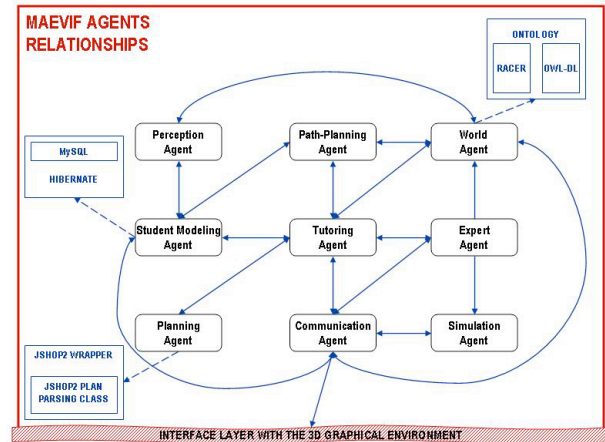 MAEVIF AGENTS
RELATIONSHIPS
ONTOLOGY
RACER
OWL-DL
Perception
Agent
Path-Planning
Agent
World
Agent
MySQL
HIBERNATE
Student Modeling
Agent
Tutoring
Agent
Expert
Agent
Planning
Agent
Communication
Agent
Simulation
Agent
JSHOP2 WRAPPER
JSHOP2 PLAN
PARSING CLASS
INTERFACE LAYER WITH THE 3D GRAPHICAL ENVIRONMENT